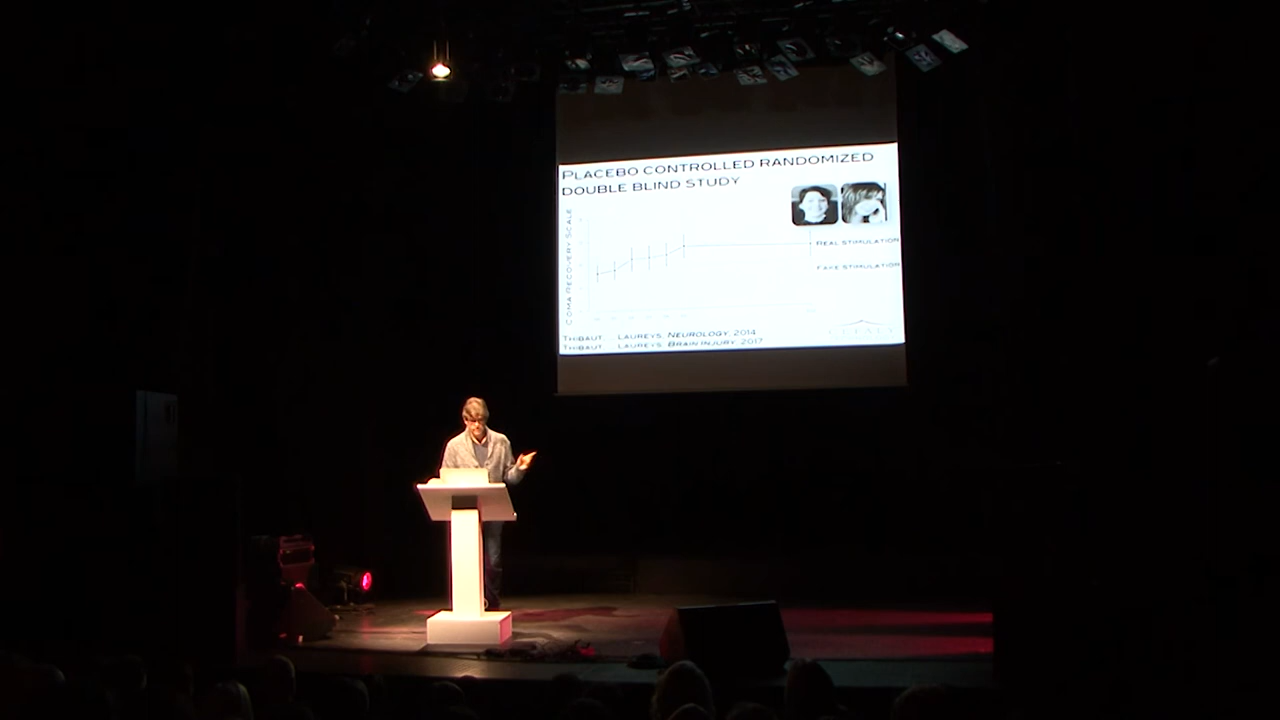 PLACEBO CONTROLLED RANDOMIZED
DOUBLE BLIND STUDY
COMA RECOVERY SCALE
REAL STIMULATION
FAKE STIMULATION
THIBAUT, LAUREYS, NEUROLOGY, 2014
THIBAUT, LAUREYS, BRAIN INJURY, 2017